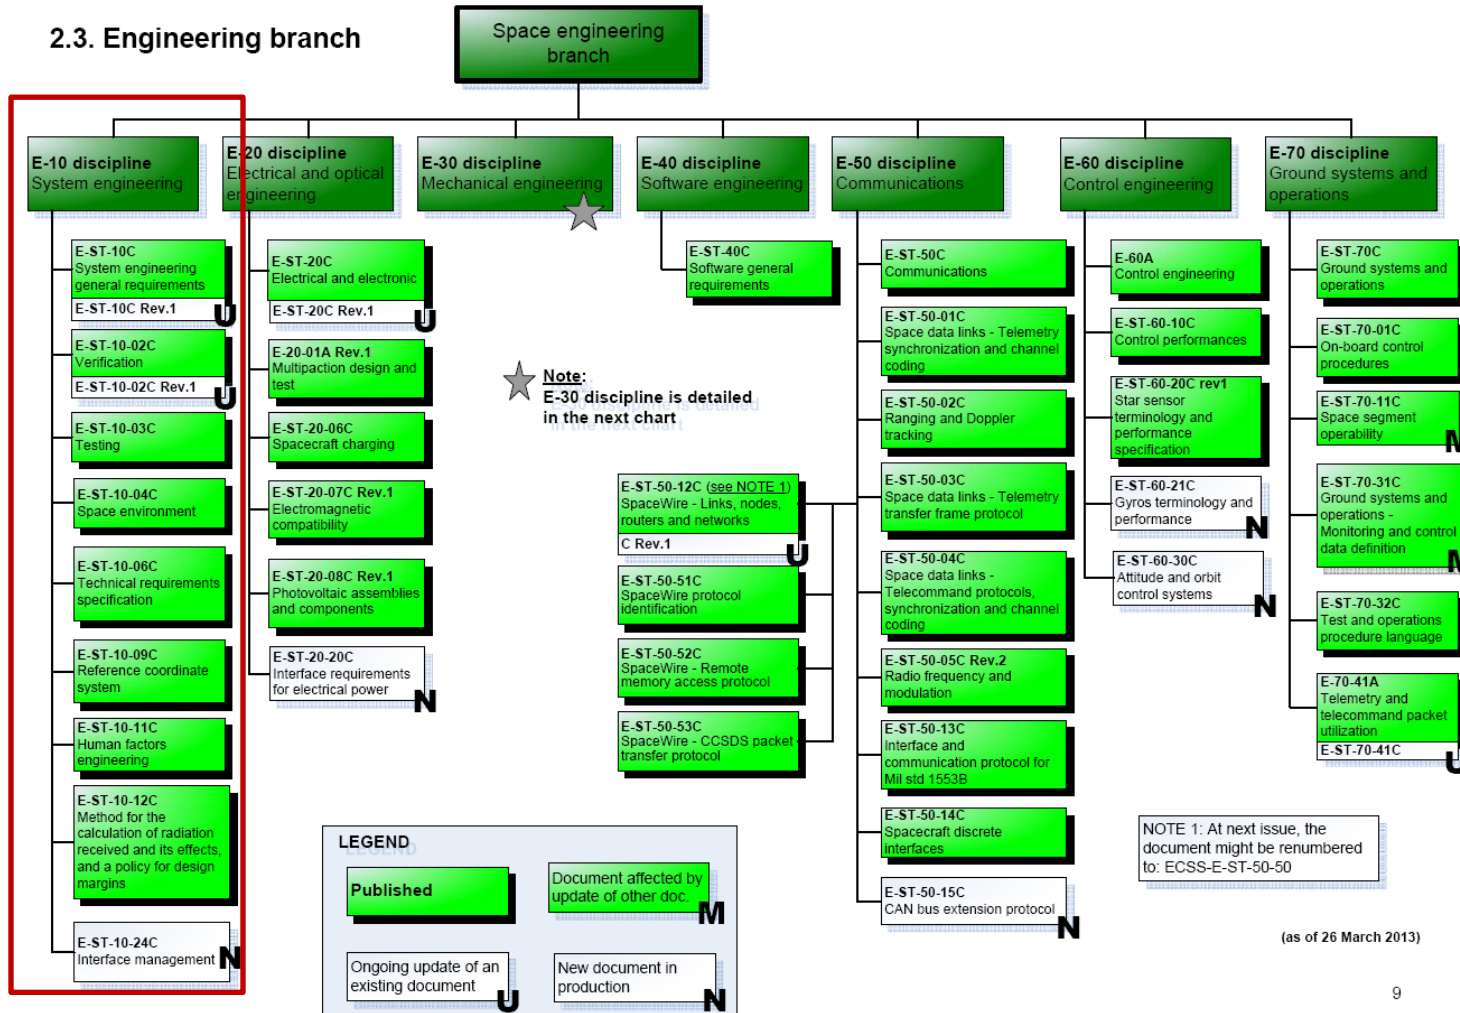 2.3. Engineering branch
Space engineering
branch
E-10 discipline
System engineering
E-ST-10C
System engineering
general requirements
E-ST-10C Rev.1
U
E-ST-10-02C
Verification
E-ST-10-02C Rev.1
U
E-ST-10-03C
Testing
E-ST-10-04C
Space environment
E-ST-10-06C
Technical requirements
specification
E-ST-10-09C
Reference coordinate
system
E-ST-10-11C
Human factors
engineering
E-ST-10-12C
Method for the
calculation of radiation
received and its effects,
and a policy for design
margins
E-ST-10-24C
Interface management
N
E-20 discipline
Electrical and optical
engineering
E-ST-20C
Electrical and electronic
E-ST-20C Rev.1
U
E-20-01A Rev.1
Multipaction design and
test
E-ST-20-06C
Spacecraft charging
E-ST-20-07C Rev.1
Electromagnetic
compatibility
E-ST-20-08C Rev.1
Photovoltaic assemblies
and components
E-ST-20-20C
Interface requirements
for electrical power
N
E-30 discipline
Mechanical engineering
Note:
E-30 discipline is detailed
in the next chart
E-40 discipline
Software engineering
E-ST-40C
Software general
requirements
E-50 discipline
Communications
E-ST-50C
Communications
E-ST-50-01C
Space data links - Telemetry
synchronization and channel
coding
E-ST-50-02C
Ranging and Doppler
tracking
E-ST-50-03C
Space data links - Telemetry
transfer frame protocol
E-ST-50-04C
Space data links -
Telecommand protocols,
synchronization and channel
coding
E-ST-50-05C Rev.2
Radio frequency and
modulation
E-ST-50-13C
Interface and
communication protocol for
Mil std 1553B
E-ST-50-14C
Spacecraft discrete
interfaces
E-ST-50-15C
CAN bus extension protocol
N
E-ST-50-12C (see NOTE 1)
SpaceWire - Links, nodes,
routers and networks
C Rev.1
U
E-ST-50-51C
SpaceWire protocol
identification
E-ST-50-52C
SpaceWire - Remote
memory access protocol
E-ST-50-53C
SpaceWire - CCSDS packet
transfer protocol
E-60 discipline
Control engineering
E-60A
Control engineering
E-ST-60-10C
Control performances
E-ST-60-20C rev1
Star sensor
terminology and
performance
specification
E-ST-60-21C
Gyros terminology and
performance
N
E-ST-60-30C
Attitude and orbit
control systems
N
E-70 discipline
Ground systems and
operations
E-ST-70C
Ground systems and
operations
E-ST-70-01C
On-board control
procedures
E-ST-70-11C
Space segment
operability
M
E-ST-70-31C
Ground systems and
operations -
Monitoring and control
data definition
M
E-ST-70-32C
Test and operations
procedure language
E-70-41A
Telemetry and
telecommand packet
utilization
E-ST-70-41C
U
LEGEND
Published
Document affected by
update of other doc.
M
Ongoing update of an
existing document
U
New document in
production
N
NOTE 1: At next issue, the
document might be renumbered
to: ECSS-E-ST-50-50
(as of 26 March 2013)
9